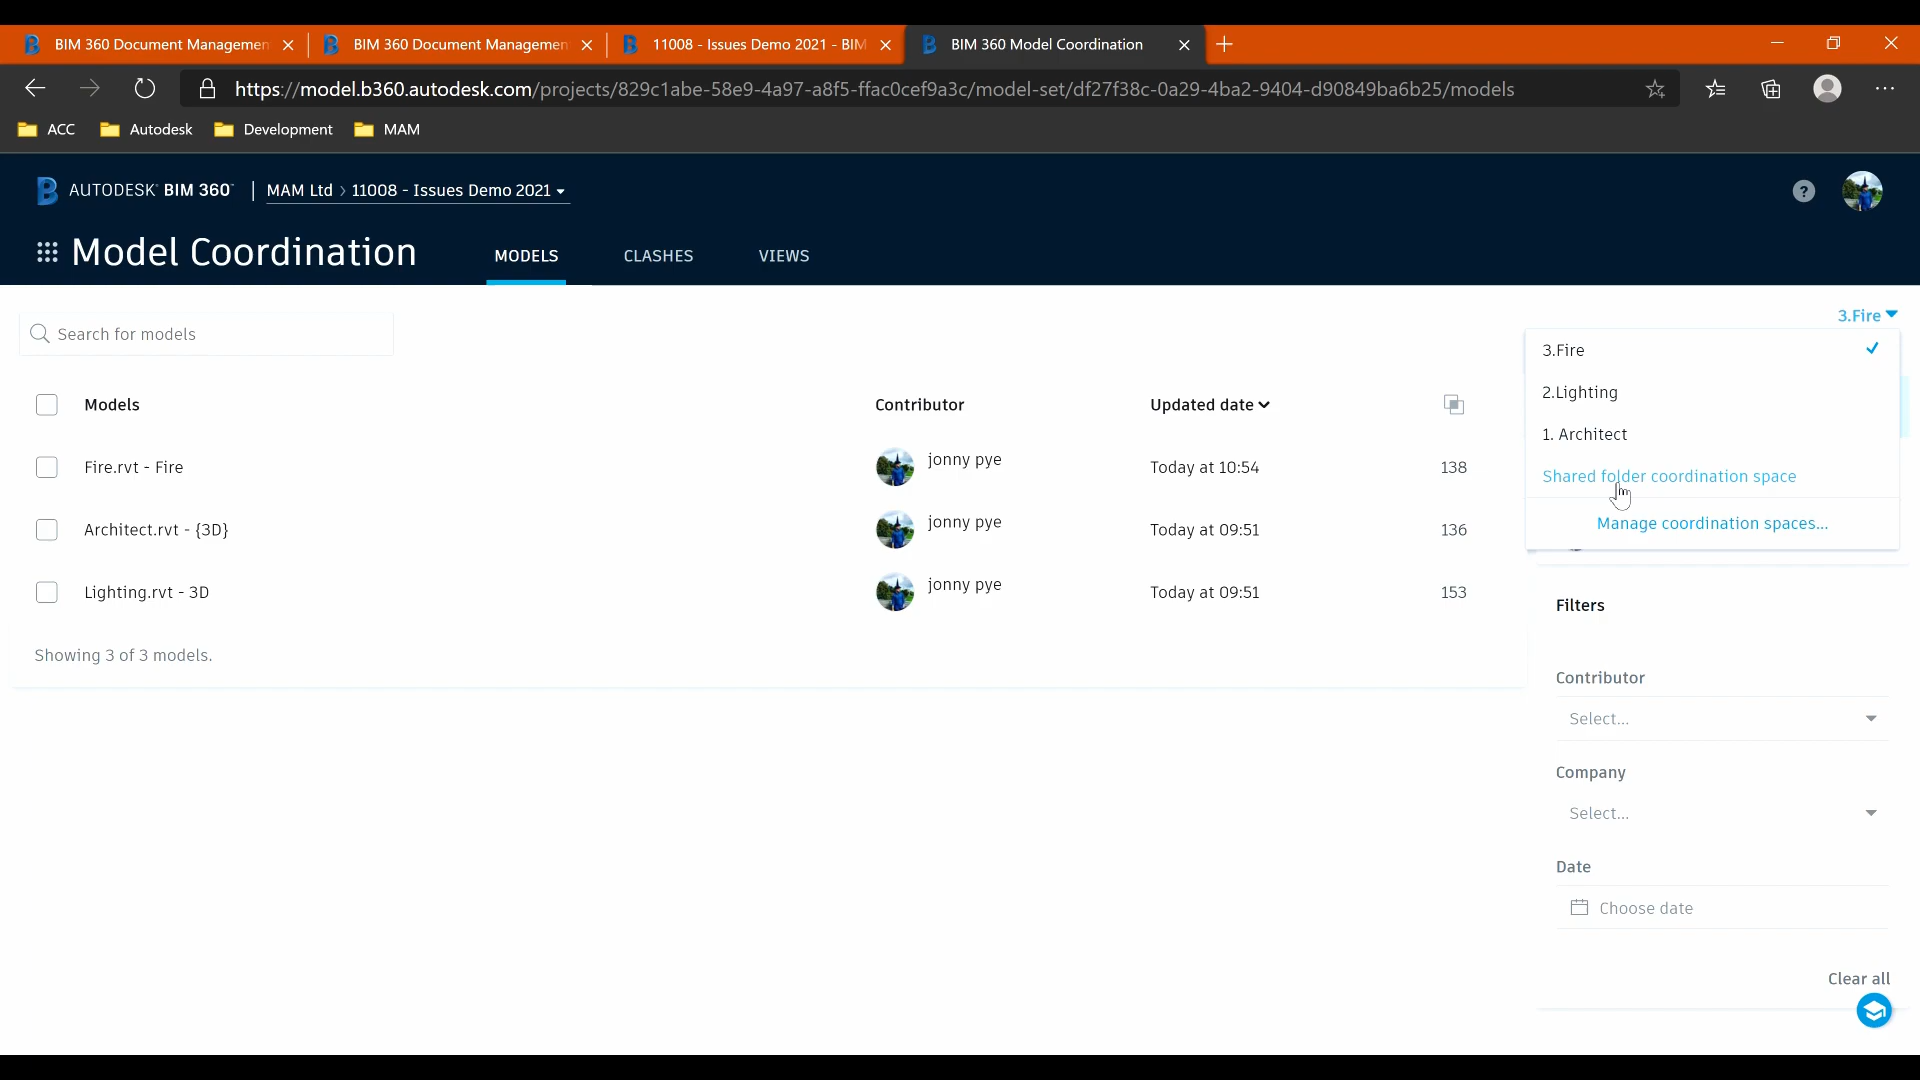 BIM 360 Document Managemen
BIM 360 Document Managemen
11008 - Issues Demo 2021 - BIM
BIM 360 Model Coordination
https://model.b360.autodesk.com/projects/829c1abe-58e9-4a97-a8f5-ffac0cef9a3c/model-set/df27f38c-0a29-4ba2-9404-d90849ba6b25/models
ACC
Autodesk
Development
MAM
AUTODESK BIM 360
MAM Ltd > 11008 - Issues Demo 2021
Model Coordination
MODELS
CLASHES
VIEWS
Search for models
3.Fire
3.Fire
2.Lighting
1. Architect
Shared folder coordination space
Manage coordination spaces...
Models
Contributor
Updated date
Fire.rvt - Fire
jonny pye
Today at 10:54
138
Architect.rvt - {3D}
jonny pye
Today at 09:51
136
Lighting.rvt - 3D
jonny pye
Today at 09:51
153
Showing 3 of 3 models.
Filters
Contributor
Select...
Company
Select...
Date
Choose date
Clear all